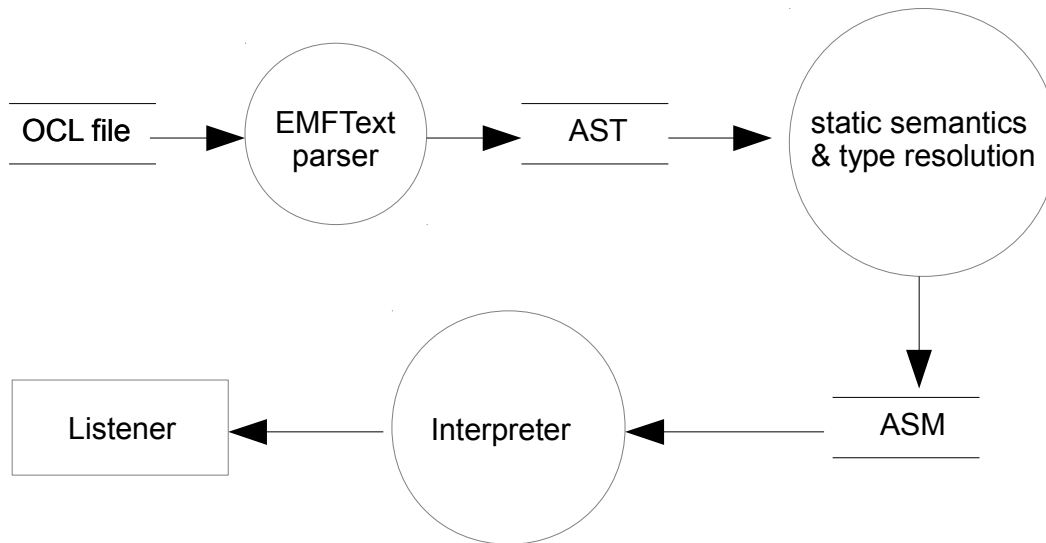 OCL file
EMFText
parser
AST
static semantics
& type resolution
Listener
Interpreter
ASM